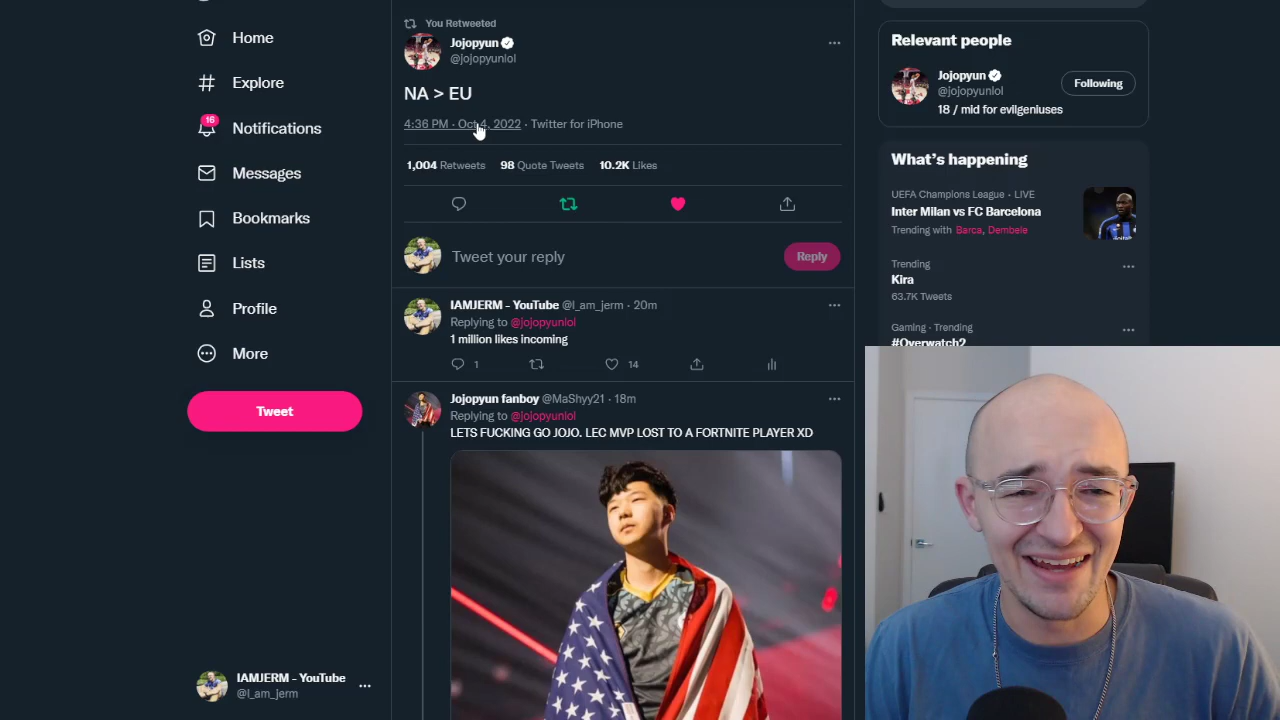 Home
Explore
16
Notifications
Messages
Bookmarks
Lists
Profile
More
Tweet
IAMJERM - YouTube
@I_am_jerm
You Retweeted
Jojopyun
@jojopyunlol
NA > EU
4:36 PM · Oct 4, 2022 · Twitter for iPhone
1,004 Retweets 98 Quote Tweets 10.2K Likes
Tweet your reply
Reply
IAMJERM - YouTube @I_am_jerm · 20m
Replying to @jojopyunlol
1 million likes incoming
1 14
Jojopyun fanboy @MaShyy21 · 18m
Replying to @jojopyunlol
LETS FUCKING GO JOJO. LEC MVP LOST TO A FORTNITE PLAYER XD
Relevant people
Jojopyun
@jojopyunlol
Following
18 / mid for evilgeniuses
What's happening
UEFA Champions League · LIVE
Inter Milan vs FC Barcelona
Trending with Barca, Dembele
Trending
Kira
63.7K Tweets
Gaming · Trending
#Overwatch2